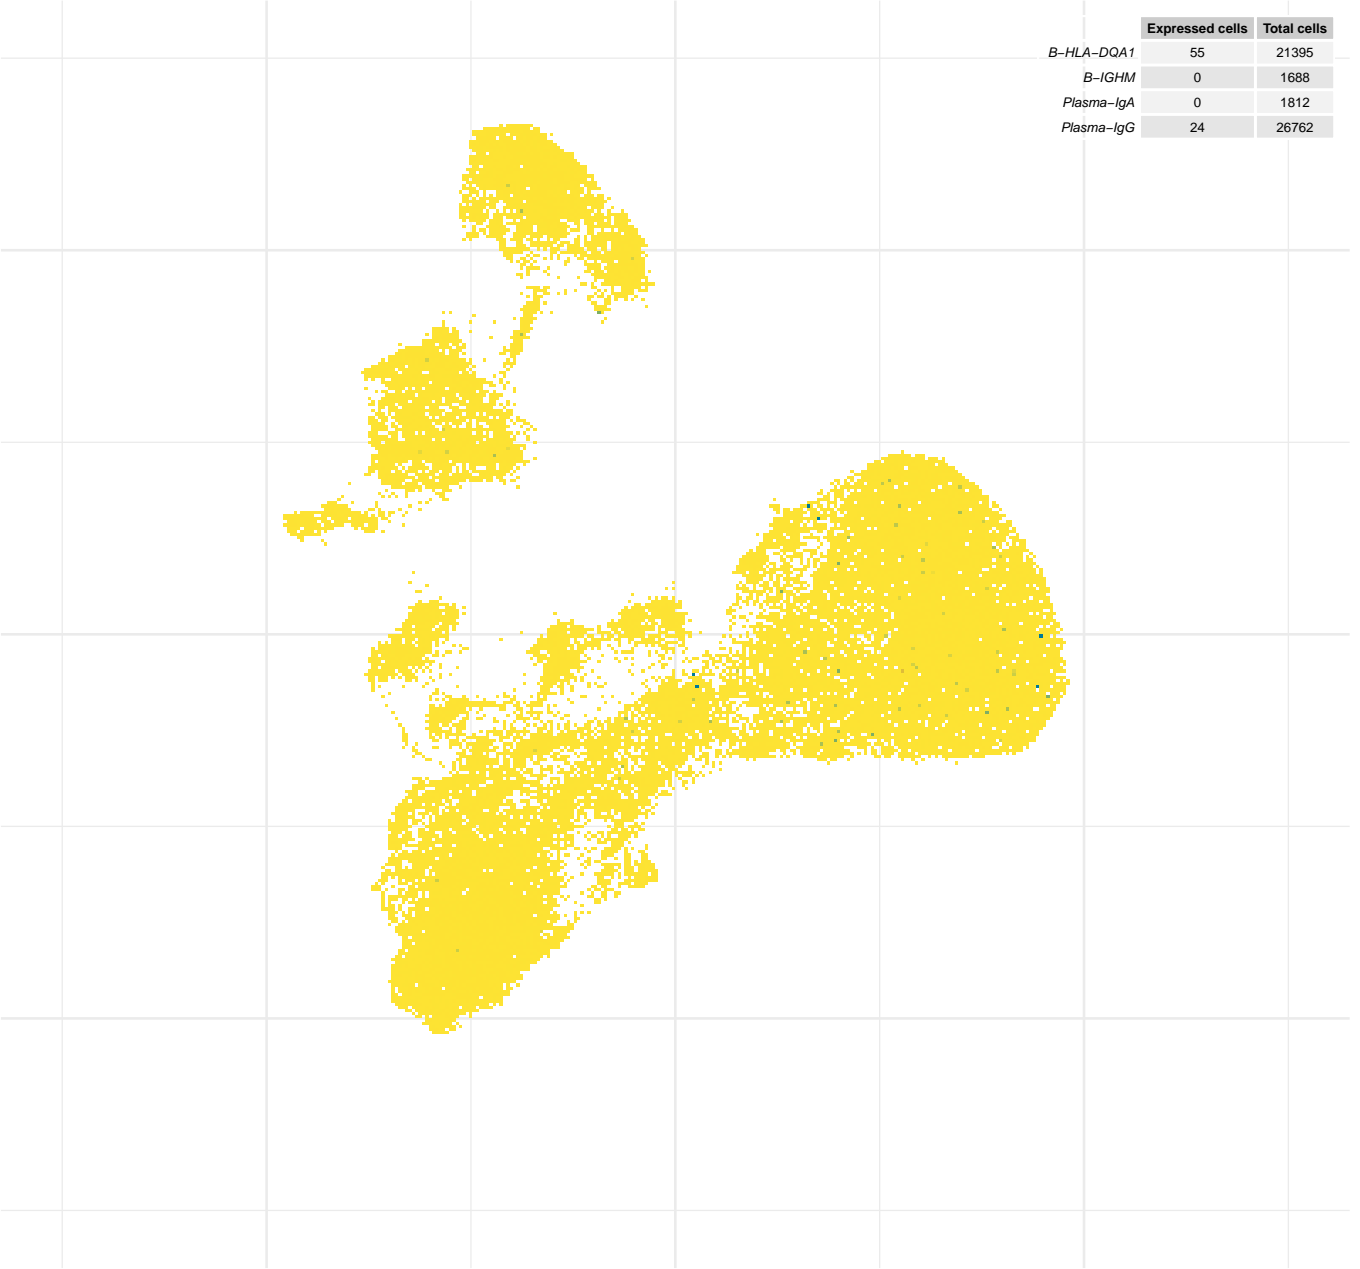 Expressed cells Total cells
B−HLA−DQA1 55 21395
B−IGHM 0 1688
Plasma−IgA 0 1812
Plasma−IgG 24 26762